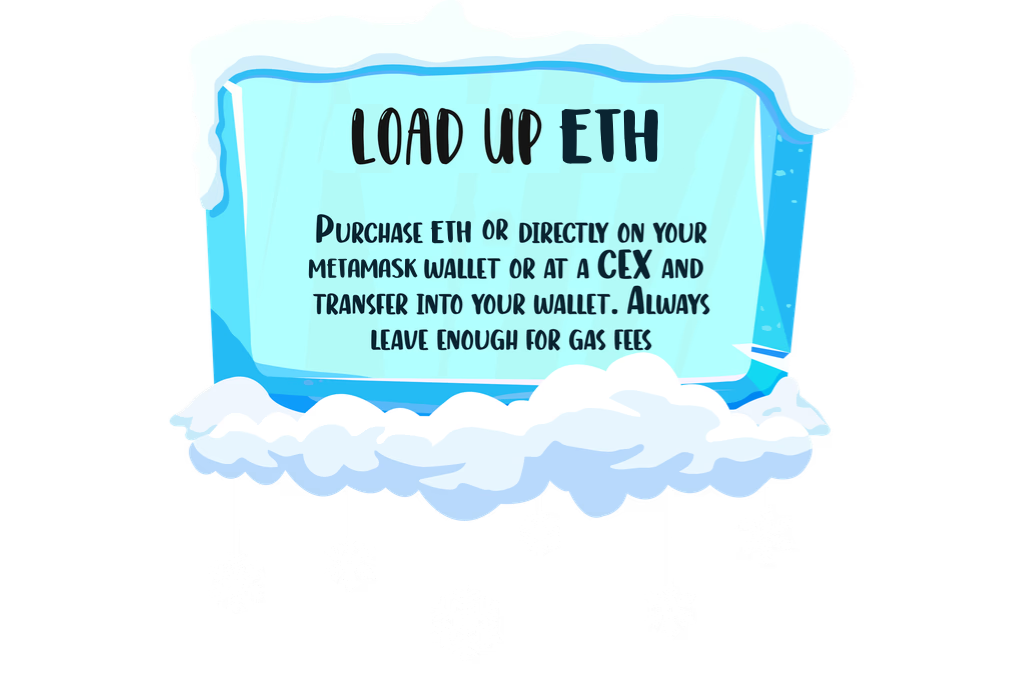 LOAD UP ETH
PURCHASE ETH OR DIRECTLY ON YOUR
METAMASK WALLET OR AT A CEX AND
TRANSFER INTO YOUR WALLET. ALWAYS
LEAVE ENOUGH FOR GAS FEES